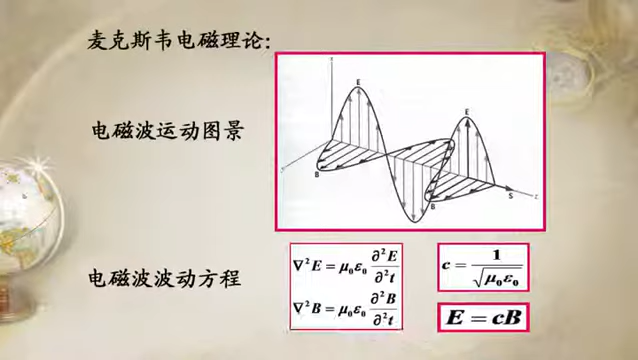 麦克斯韦电磁理论:
x
E
E
电磁波运动图景
y
B
B
S
z
电磁波波动方程
∇²E = μ₀ε₀ ∂²E/∂²t
∇²B = μ₀ε₀ ∂²B/∂²t
c = 1/√(μ₀ε₀)
E = cB